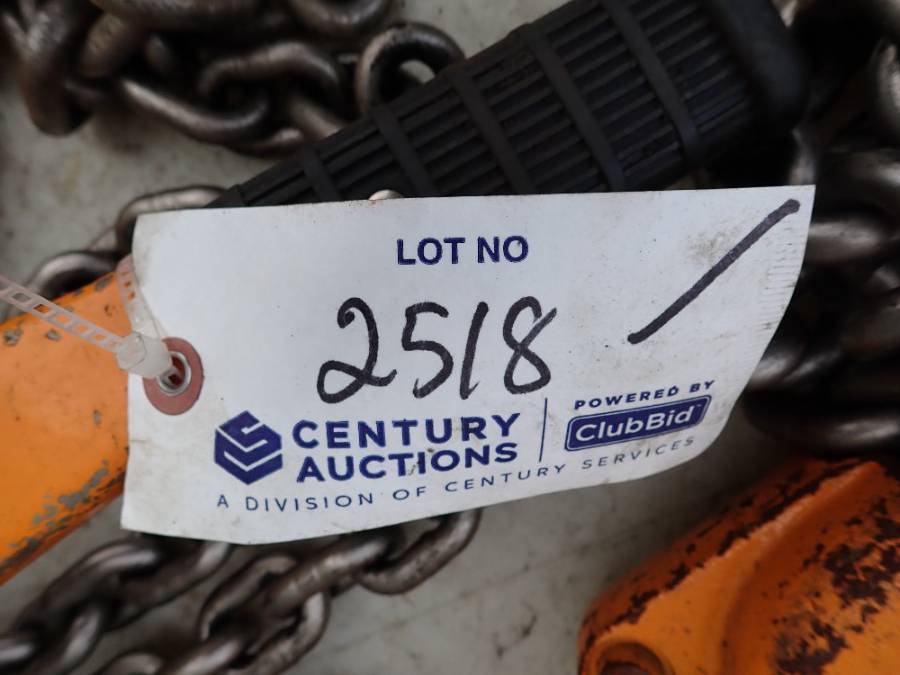 LOT NO
2518
CENTURY
AUCTIONS
A DIVISION OF CENTURY SERVICES
POWERED BY
ClubBid